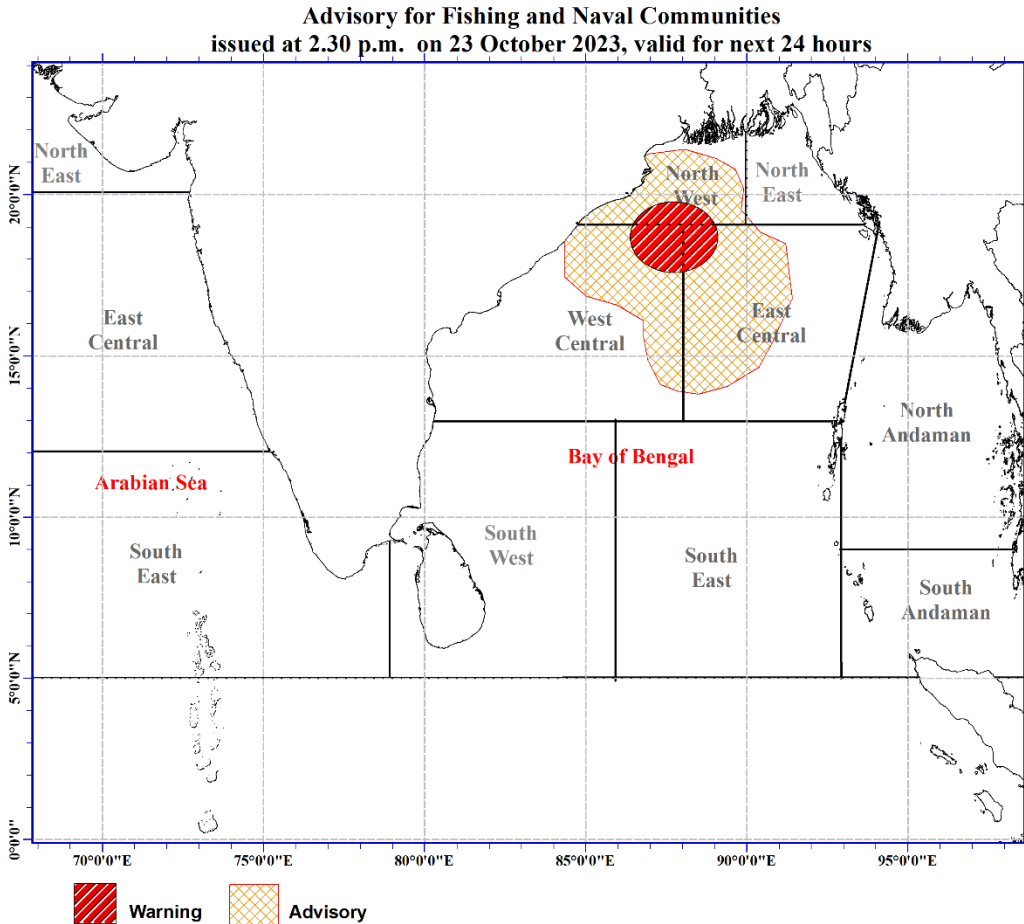 Advisory for Fishing and Naval Communities
issued at 2.30 p.m. on 23 October 2023, valid for next 24 hours
North
East
North
West
North
East
20°0'0"N
East
Central
West
Central
East
Central
15°0'0"N
North
Andaman
Arabian Sea
Bay of Bengal
10°0'0"N
South
East
South
West
South
East
South
Andaman
5°0'0"N
0°0'0"
70°0'0"E
75°0'0"E
80°0'0"E
85°0'0"E
90°0'0"E
95°0'0"E
Warning
Advisory